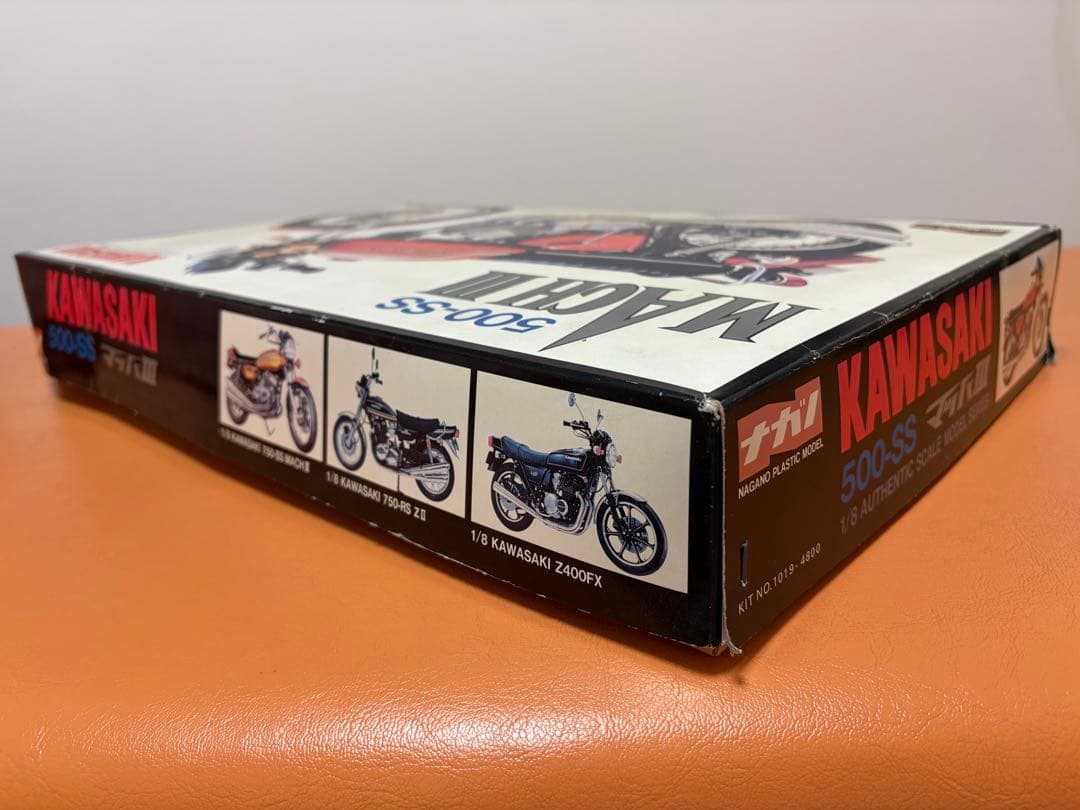 MACH III
500-SS
KAWASAKI
500-SS
マッハIII
1/8 KAWASAKI 750-SS MACH II
1/8 KAWASAKI 750-RS Z II
1/8 KAWASAKI Z400FX
ナガノ
NAGANO PLASTIC MODEL
KAWASAKI
500-SS
マッハIII
1/8 AUTHENTIC SCALE MODEL SERIES
KIT NO.1019-4800